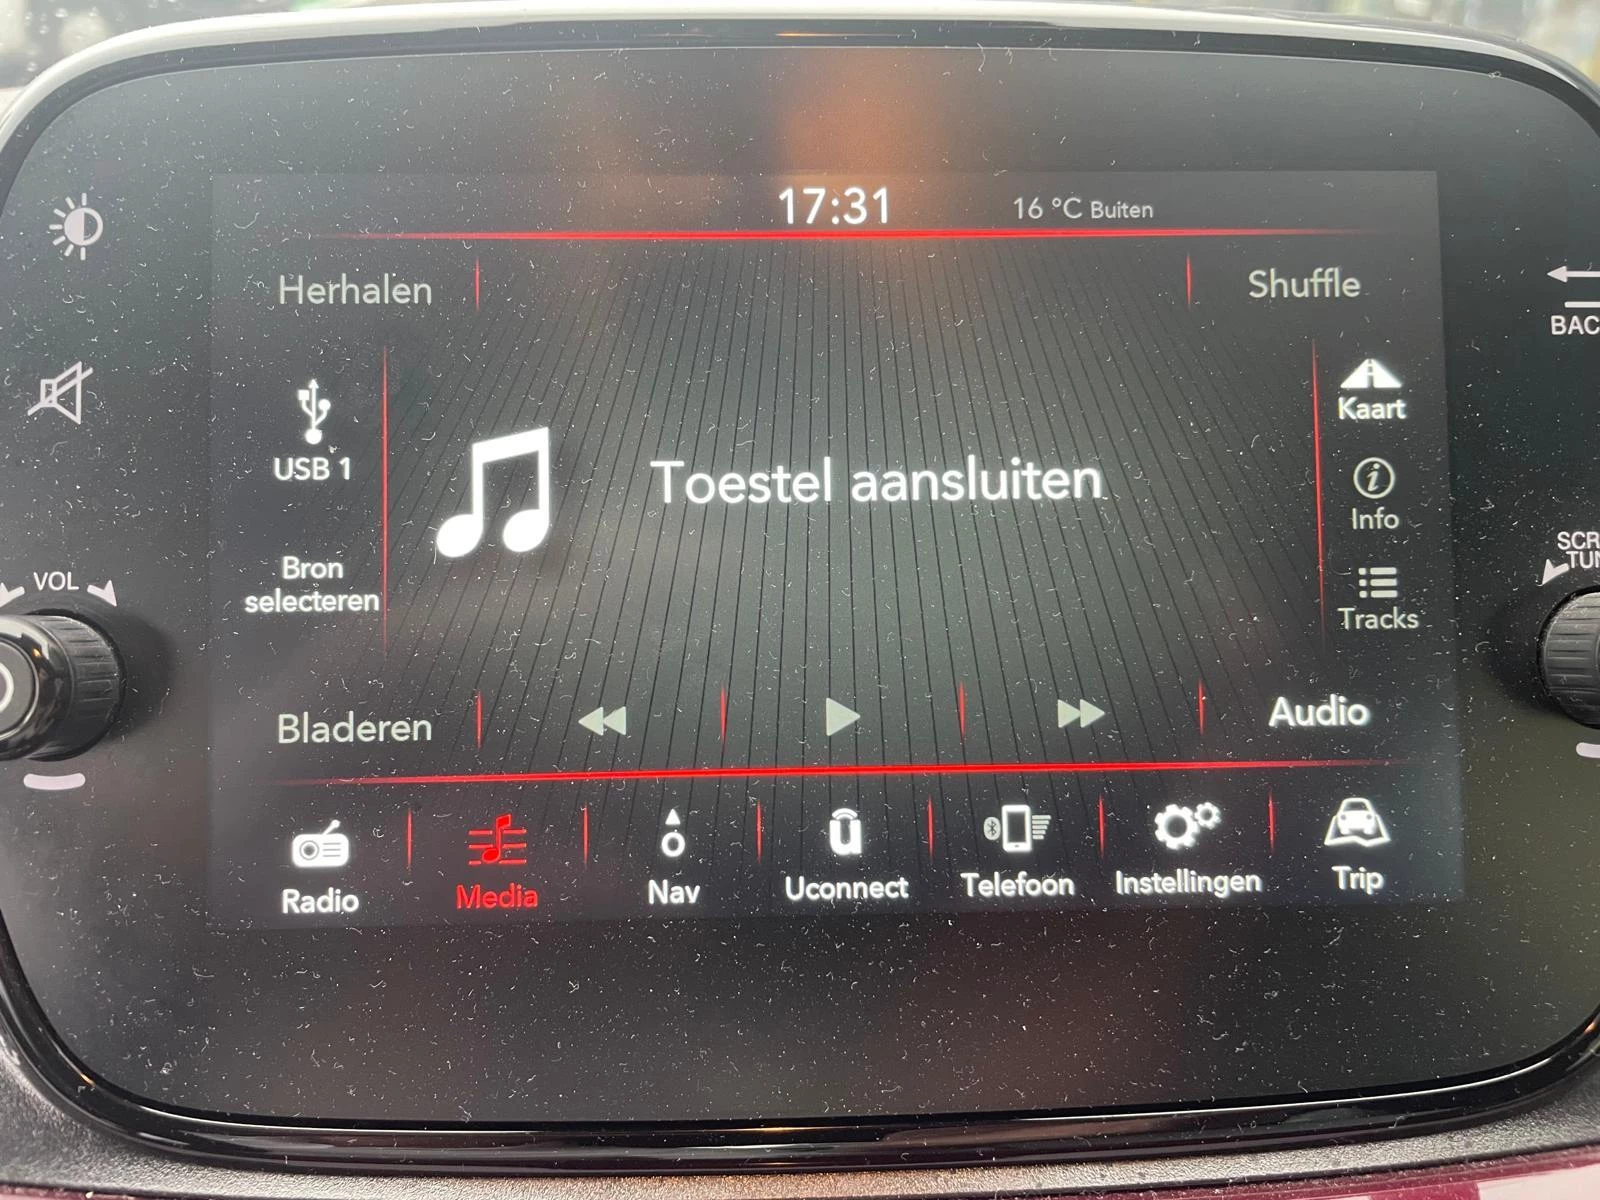 17:31
16 °C Buiten
Herhalen
Shuffle
USB 1
Toestel aansluiten
Kaart
Info
Bron
selecteren
Tracks
Bladeren
Audio
Radio
Media
Nav
Uconnect
Telefoon
Instellingen
Trip
VOL